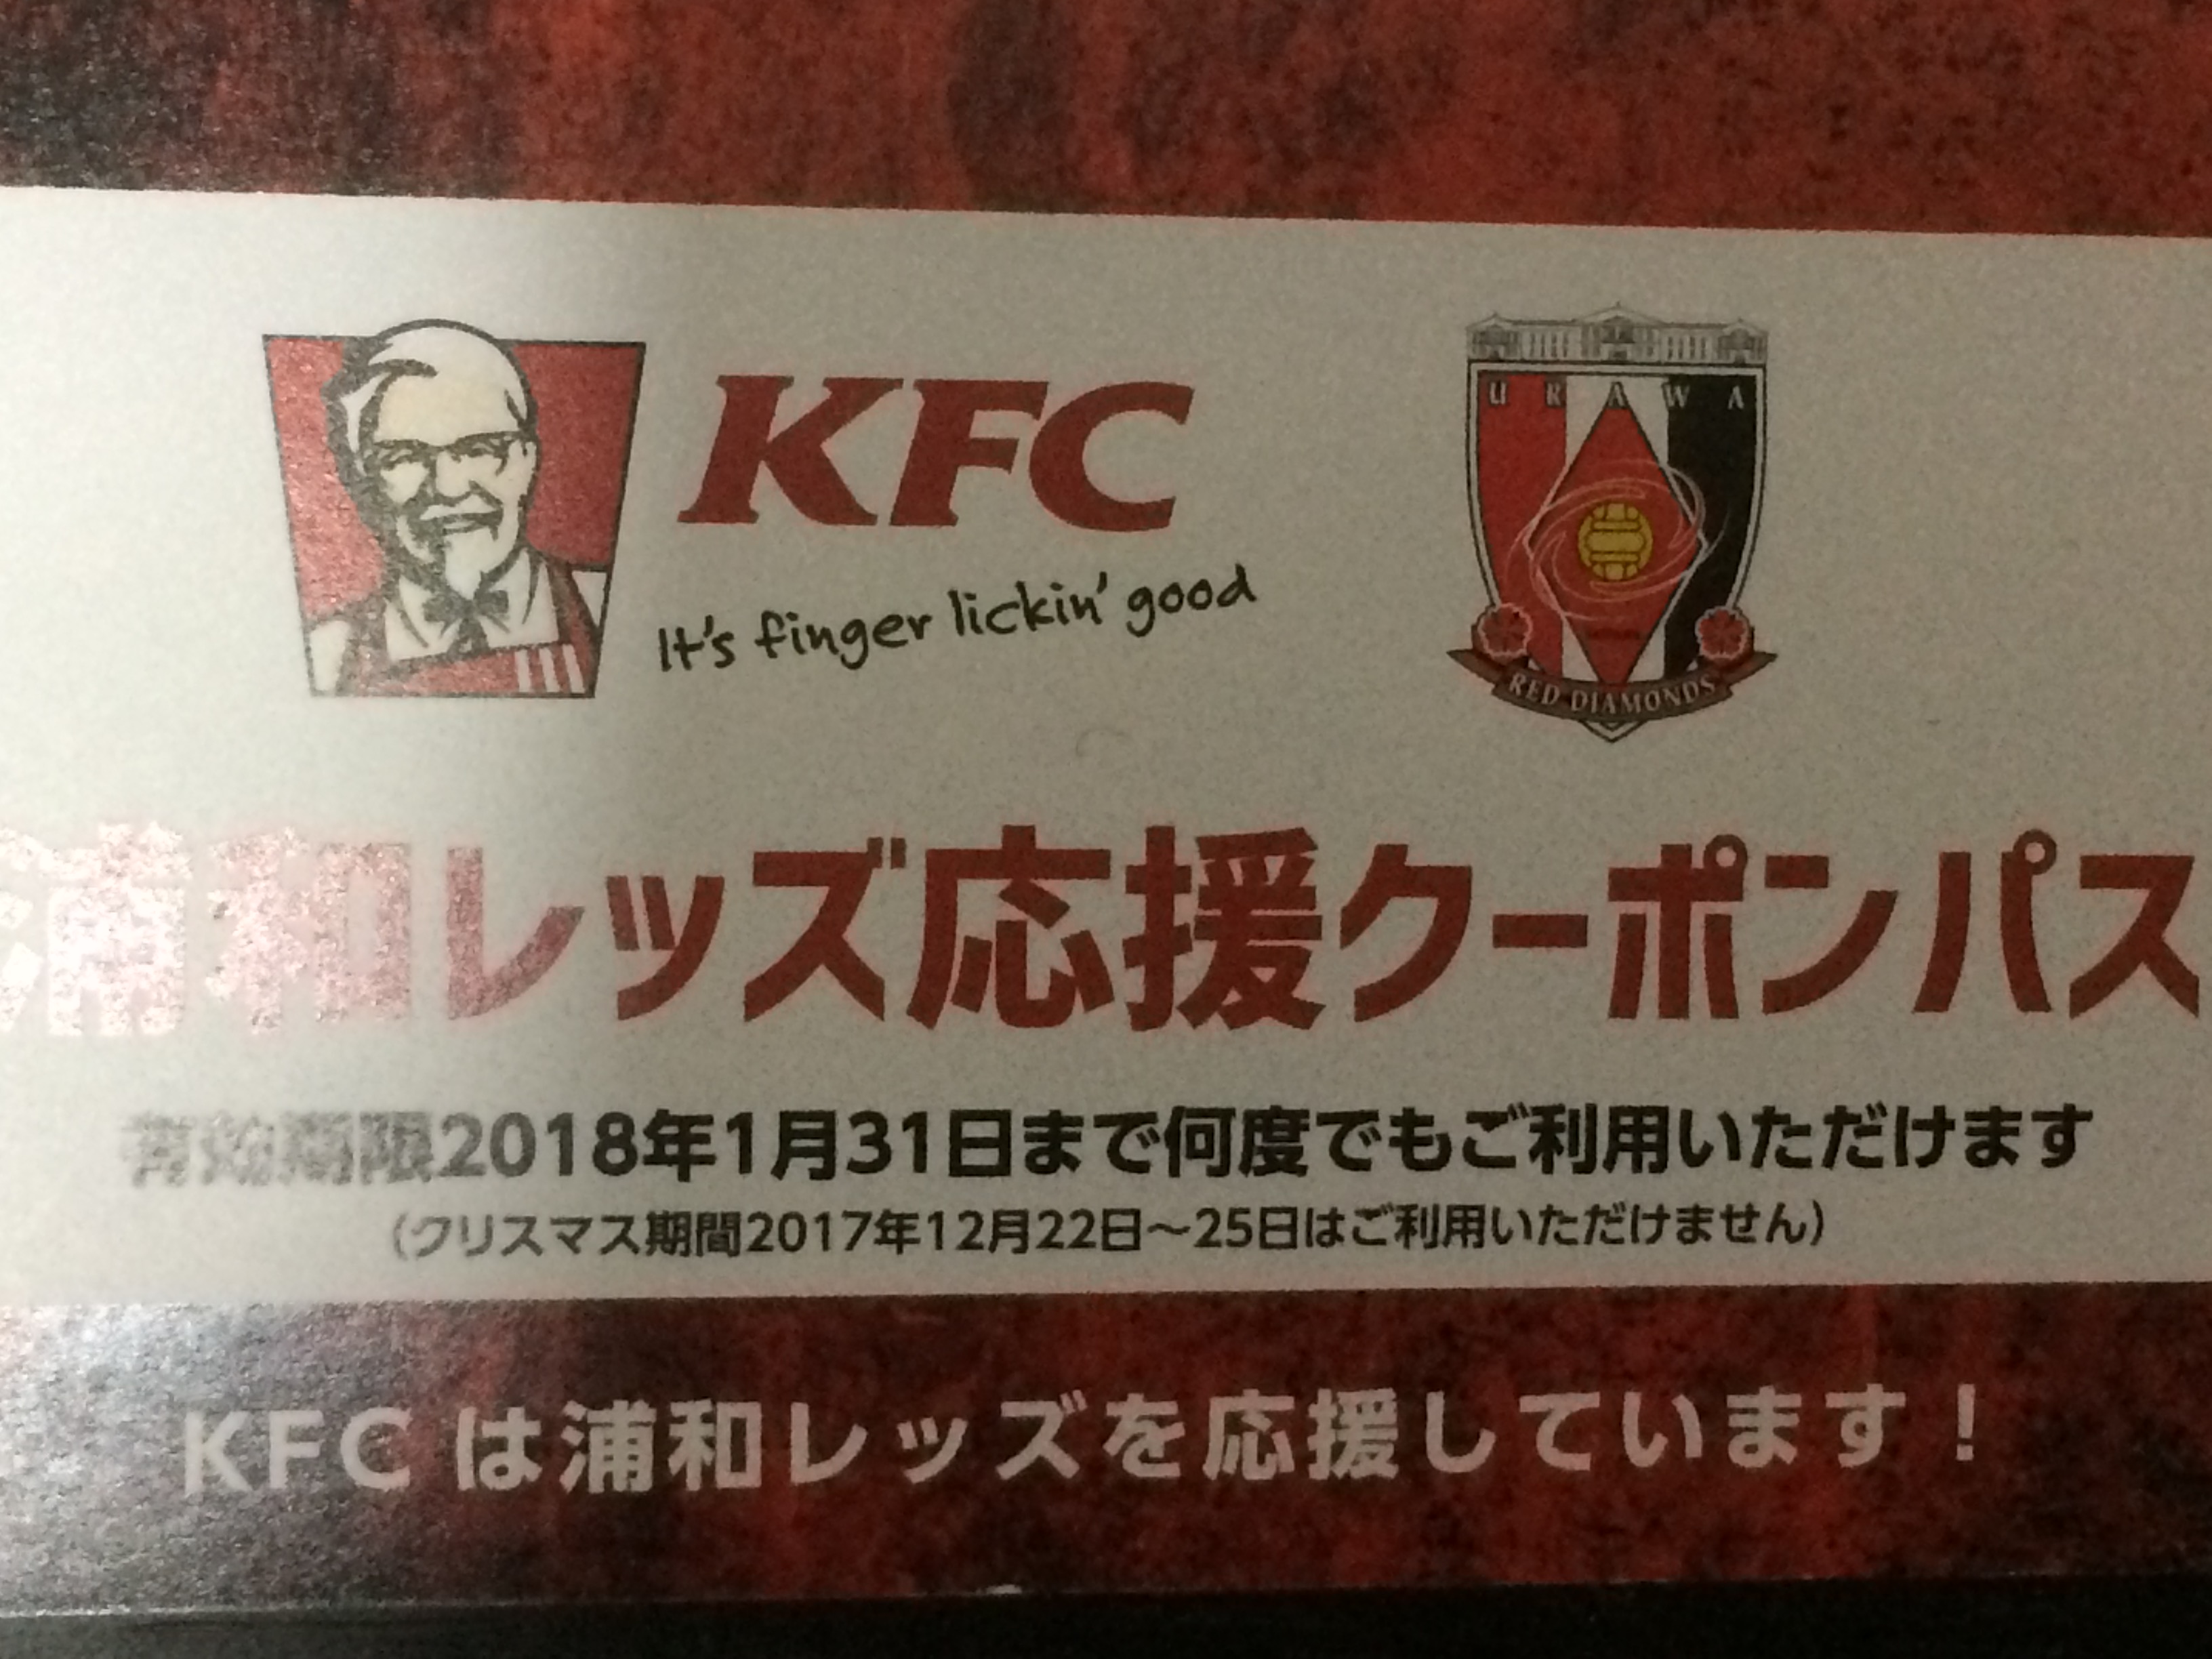 KFC
It's finger lickin' good
URAWA
RED DIAMONDS
浦和レッズ応援クーポンパス
有効期限2018年1月31日まで何度でもご利用いただけます
(クリスマス期間2017年12月22日～25日はご利用いただけません)
KFCは浦和レッズを応援しています！